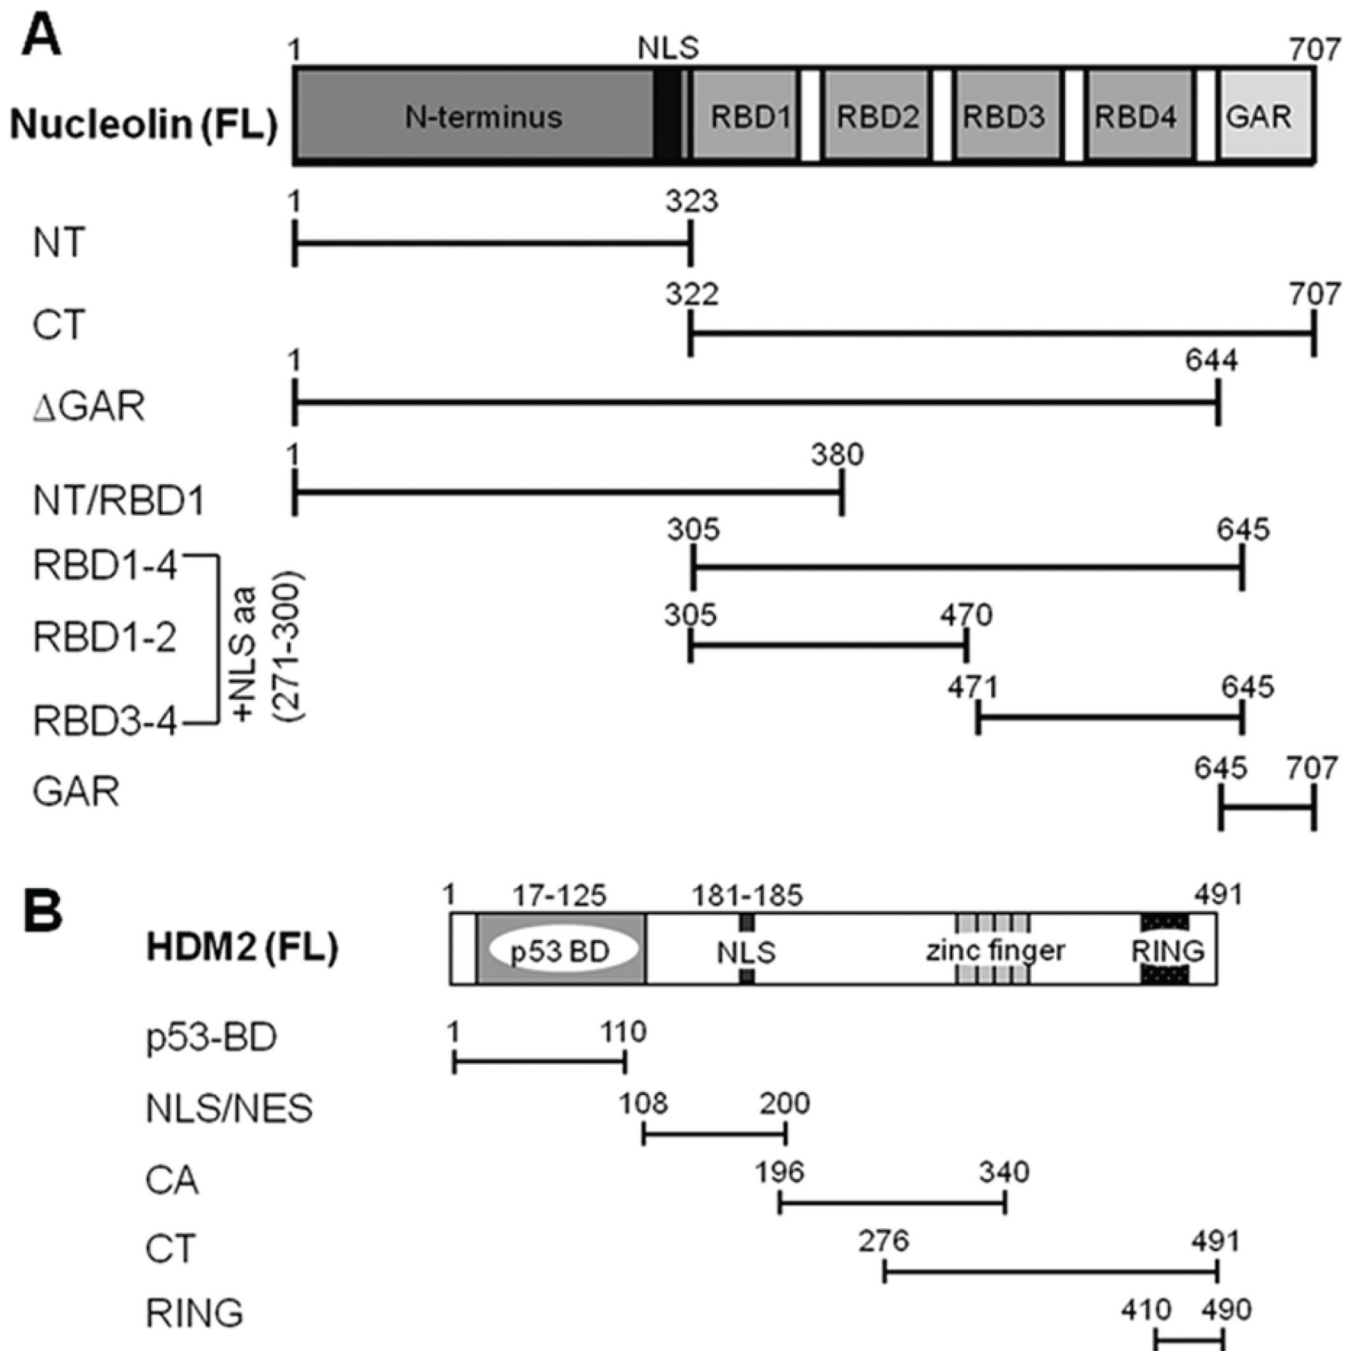 A
1 NLS 707
Nucleolin (FL) N-terminus RBD1 RBD2 RBD3 RBD4 GAR
1 323
NT
322 707
CT
1 644
ΔGAR
1 380
NT/RBD1
305 645
RBD1-4
305 470
RBD1-2
471 645
RBD3-4
+NLS aa
(271-300)
645 707
GAR
B
1 17-125 181-185 491
HDM2 (FL) p53 BD NLS zinc finger RING
1 110
p53-BD
108 200
NLS/NES
196 340
CA
276 491
CT
410 490
RING